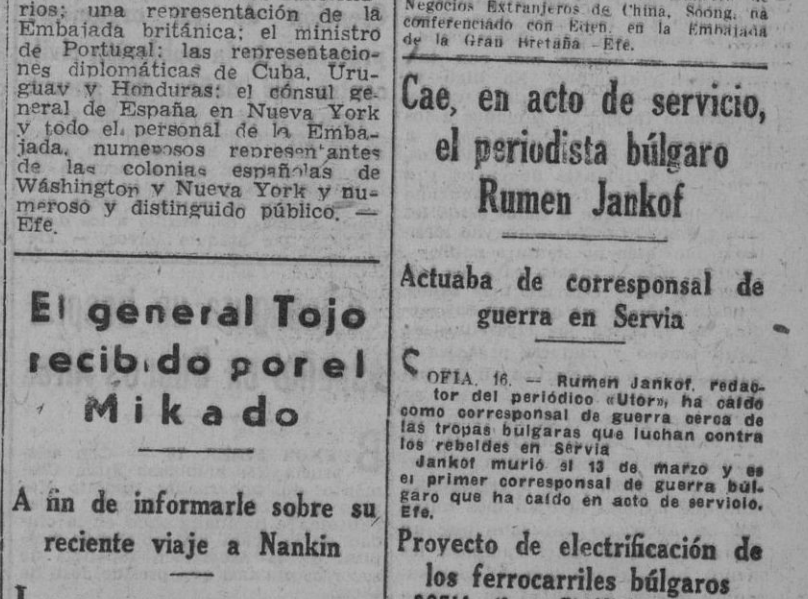 rios; una representación de la
Embajada británica; el ministro
de Portugal; las representacio-
nes diplomáticas de Cuba, Uru-
guay y Honduras; el cónsul ge-
neral de España en Nueva York
y todo el personal de la Emba-
jada, numerosos representantes
de las colonias españolas de
Wáshington y Nueva York y nu-
meroso y distinguido público. —
Efe.
El general Tojo
recibido por el
Mikado
A fin de informarle sobre su
reciente viaje a Nankin
Negocios Extranjeros de China, Soong, ha
conferenciado con Eden, en la Embajada
de la Gran Bretaña —Efe.
Cae, en acto de servicio,
el periodista búlgaro
Rumen Jankof
Actuaba de corresponsal de
guerra en Servia
SOFIA, 16. — Rumen Jankof, redac-
tor del periódico «Utor», ha caído
como corresponsal de guerra cerca de
las tropas búlgaras que luchan contra
los rebeldes en Servia
Jankof murió el 13 de marzo y es
el primer corresponsal de guerra búl-
garo que ha caído en acto de servicio.
Efe.
Proyecto de electrificación de
los ferrocarriles búlgaros